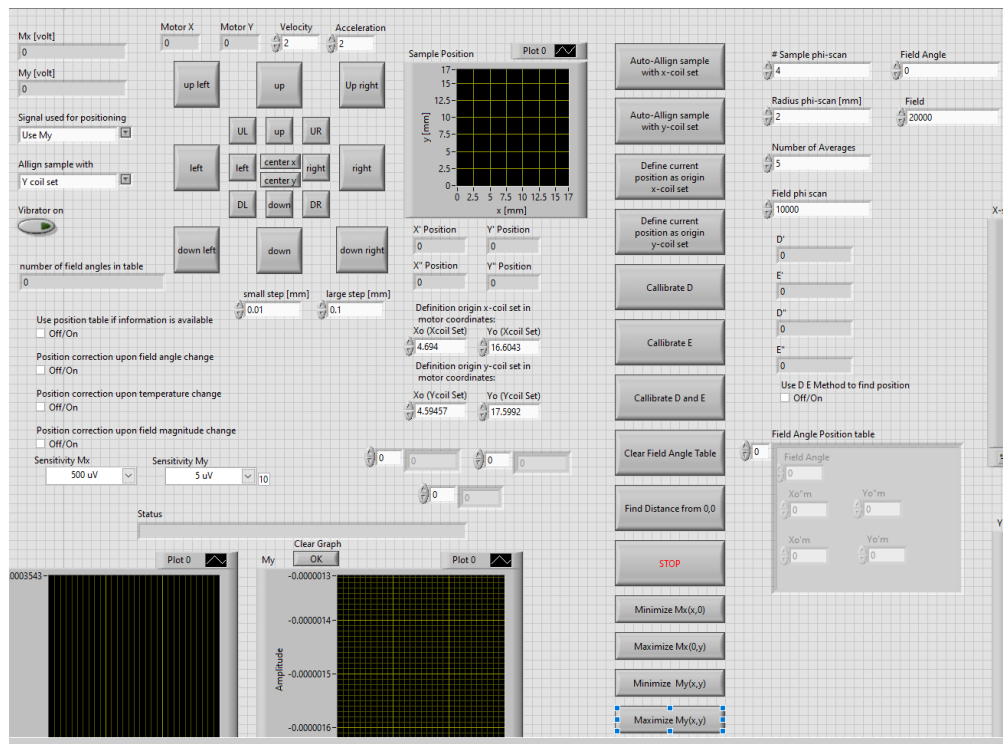 Mx [volt]
0
My [volt]
0
Signal used for positioning
Use My
Allign sample with
Y coil set
Vibrator on
number of field angles in table
0
Motor X
0
Motor Y
0
Velocity
2
Acceleration
2
up left
up
Up right
UL
up
UR
left
left
center x
center y
right
right
DL
down
DR
down left
down
down right
small step [mm]
0.01
large step [mm]
0.1
Use position table if information is available
Off/On
Position correction upon field angle change
Off/On
Position correction upon temperature change
Off/On
Position correction upon field magnitude change
Off/On
Sensitivity Mx
500 uV
Sensitivity My
5 uV
10
Sample Position
Plot 0
17
15
12.5
10
7.5
5
2.5
0
y [mm]
0 2.5 5 7.5 10 12.5 15 17
x [mm]
X' Position
0
Y' Position
0
X" Position
0
Y" Position
0
Definition origin x-coil set in
motor coordinates:
Xo (Xcoil Set)
4.694
Yo (Xcoil Set)
16.6043
Definition origin y-coil set in
motor coordinates:
Xo (Ycoil Set)
4.59457
Yo (Ycoil Set)
17.5992
0
0
0
0
0
0
Status
Plot 0
0003543
My
Clear Graph
OK
Plot 0
-0.0000013
-0.0000014
-0.0000015
-0.0000016
Amplitude
Auto-Allign sample
with x-coil set
Auto-Allign sample
with y-coil set
Define current
position as origin
x-coil set
Define current
position as origin
y-coil set
Callibrate D
Callibrate E
Callibrate D and E
Clear Field Angle Table
Find Distance from 0,0
STOP
Minimize Mx(x,0)
Maximize Mx(0,y)
Minimize My(x,y)
Maximize My(x,y)
# Sample phi-scan
4
Field Angle
0
Radius phi-scan [mm]
2
Field
20000
Number of Averages
5
Field phi scan
10000
D'
0
E'
0
D"
0
E"
0
Use D E Method to find position
Off/On
Field Angle Position table
0
Field Angle
0
Xo"m
0
Yo"m
0
Xo'm
0
Yo'm
0
X-s
Y